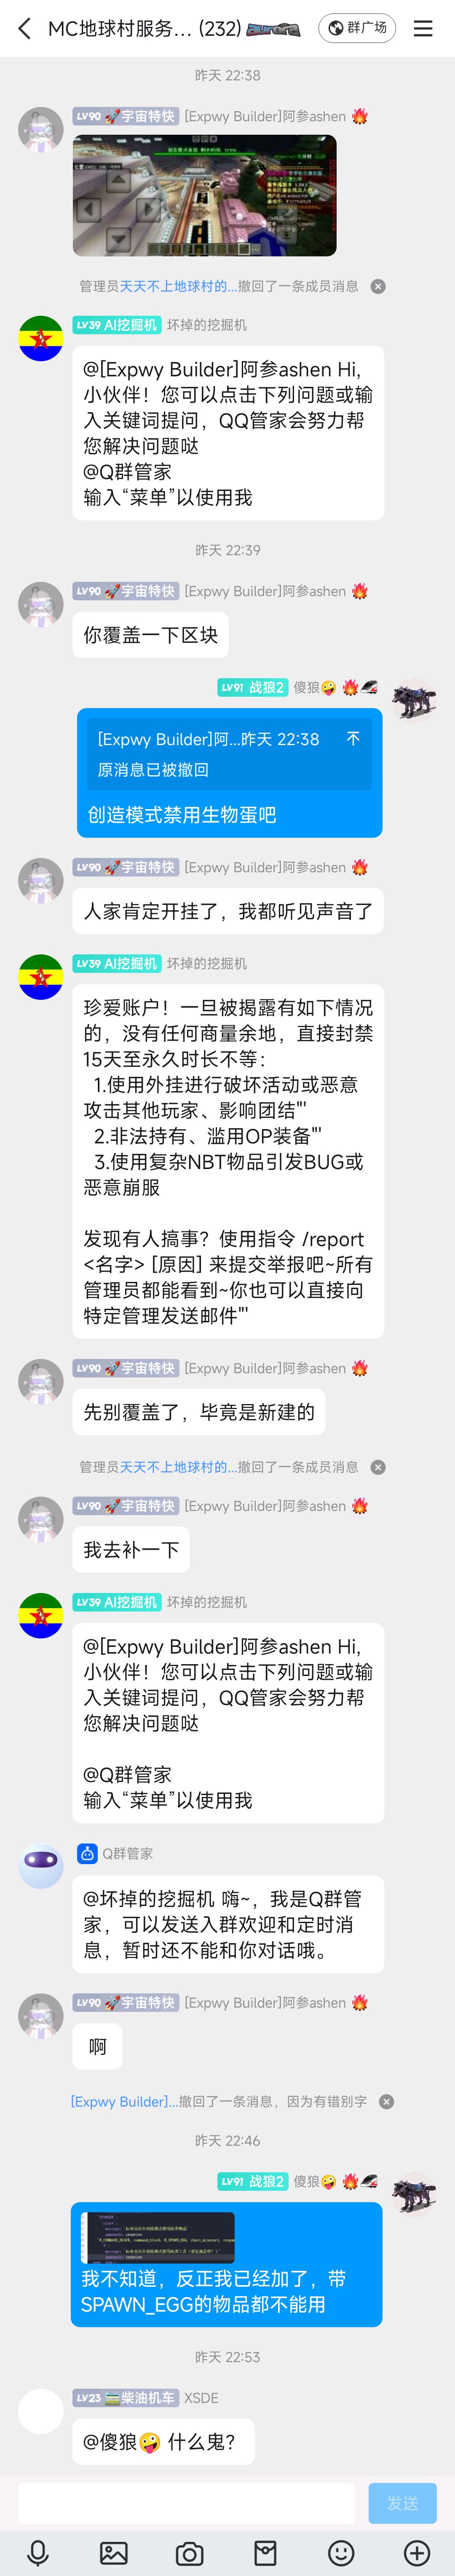 MC地球村服务... (232)
Aurora
群广场
昨天 22:38
LV90 🚀宇宙特快 [Expwy Builder]阿参ashen 🔥
管理员天天不上地球村的...撤回了一条成员消息
LV39 AI挖掘机 坏掉的挖掘机
@[Expwy Builder]阿参ashen Hi,
小伙伴！您可以点击下列问题或输
入关键词提问，QQ管家会努力帮
您解决问题哒
@Q群管家
输入“菜单”以使用我
昨天 22:39
LV90 🚀宇宙特快 [Expwy Builder]阿参ashen 🔥
你覆盖一下区块
LV91 战狼2 傻狼🤪 🔥🚄
[Expwy Builder]阿...昨天 22:38
原消息已被撤回
创造模式禁用生物蛋吧
LV90 🚀宇宙特快 [Expwy Builder]阿参ashen 🔥
人家肯定开挂了，我都听见声音了
LV39 AI挖掘机 坏掉的挖掘机
珍爱账户！一旦被揭露有如下情况
的，没有任何商量余地，直接封禁
15天至永久时长不等：
1.使用外挂进行破坏活动或恶意
攻击其他玩家、影响团结"'
2.非法持有、滥用OP装备"'
3.使用复杂NBT物品引发BUG或
恶意崩服
发现有人搞事？使用指令 /report
<名字> [原因] 来提交举报吧~所有
管理员都能看到~你也可以直接向
特定管理发送邮件"'
LV90 🚀宇宙特快 [Expwy Builder]阿参ashen 🔥
先别覆盖了，毕竟是新建的
管理员天天不上地球村的...撤回了一条成员消息
LV90 🚀宇宙特快 [Expwy Builder]阿参ashen 🔥
我去补一下
LV39 AI挖掘机 坏掉的挖掘机
@[Expwy Builder]阿参ashen Hi,
小伙伴！您可以点击下列问题或输
入关键词提问，QQ管家会努力帮
您解决问题哒
@Q群管家
输入“菜单”以使用我
Q群管家
@坏掉的挖掘机 嗨~，我是Q群管
家，可以发送入群欢迎和定时消
息，暂时还不能和你对话哦。
LV90 🚀宇宙特快 [Expwy Builder]阿参ashen 🔥
啊
[Expwy Builder]...撤回了一条消息，因为有错别字
昨天 22:46
LV91 战狼2 傻狼🤪 🔥🚄
我不知道，反正我已经加了，带
SPAWN_EGG的物品都不能用
昨天 22:53
LV23 🚞柴油机车 XSDE
@傻狼🤪 什么鬼？
发送